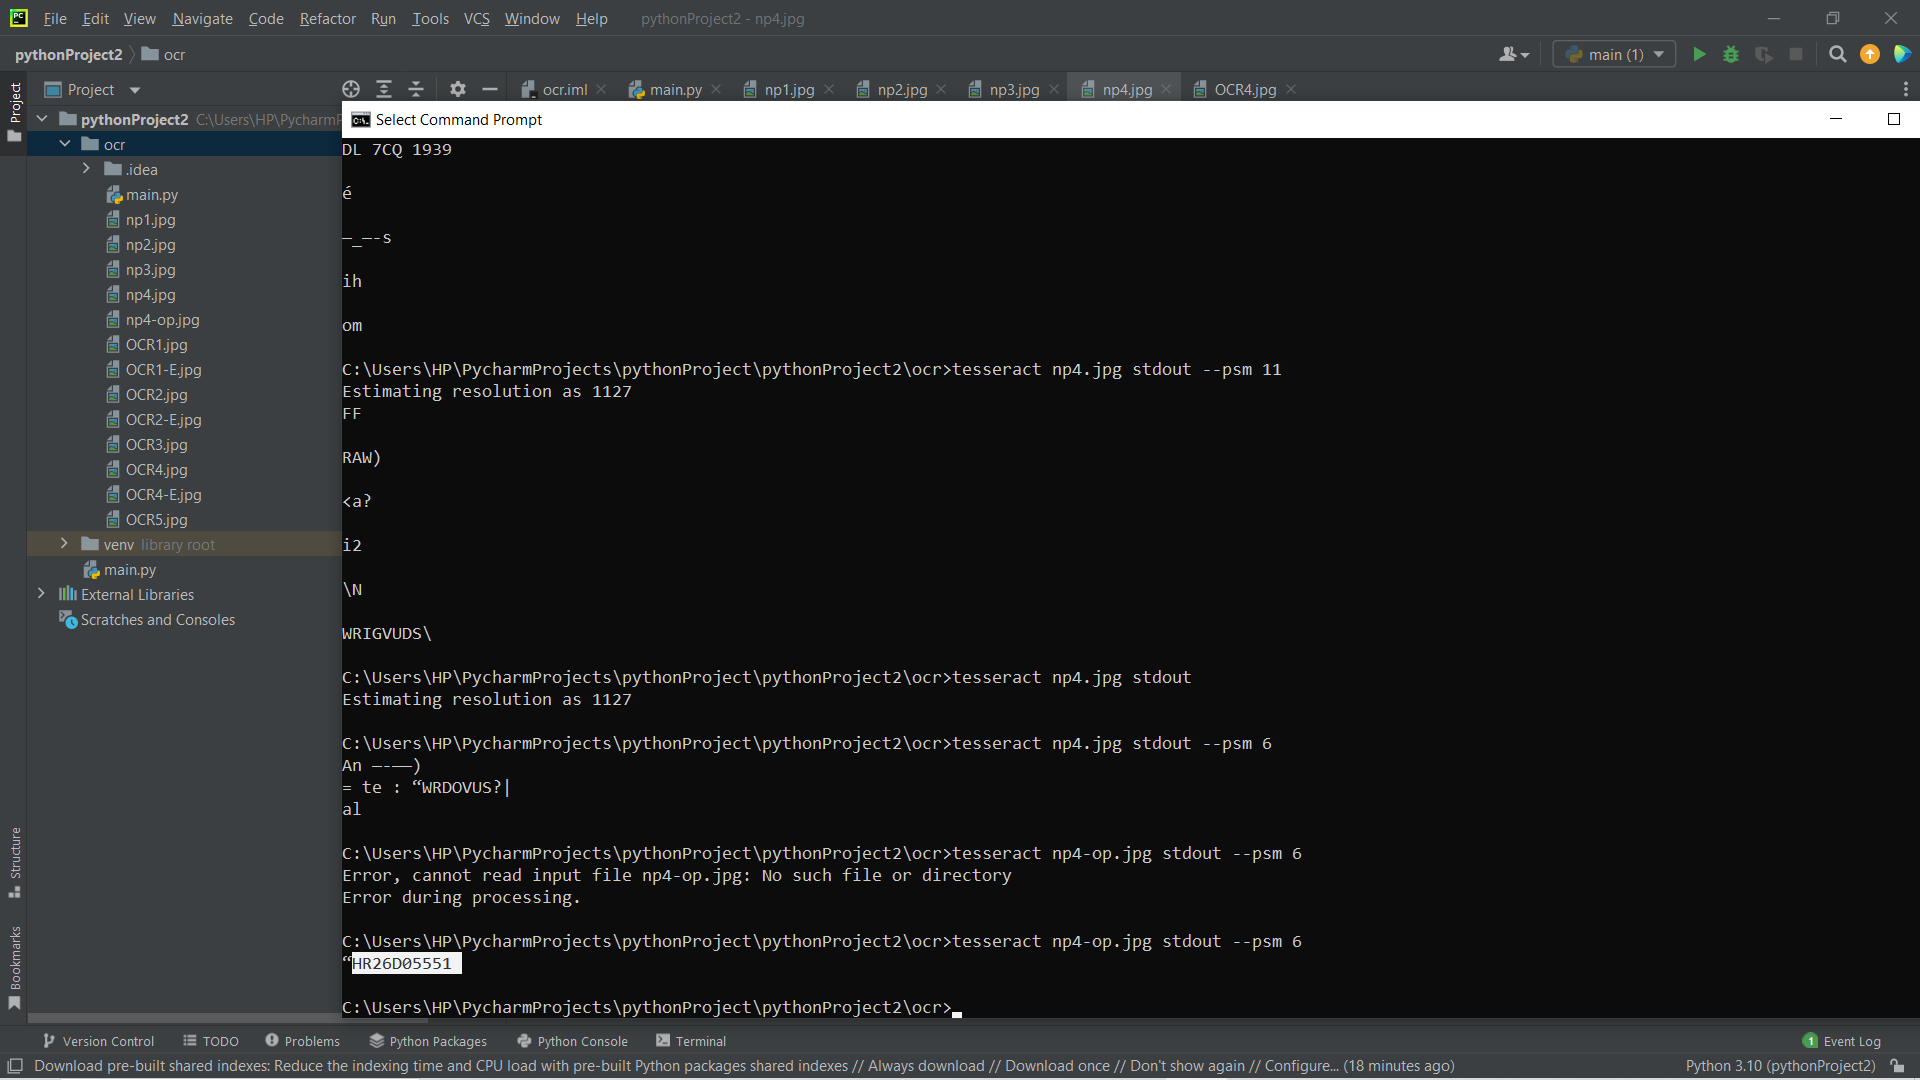 File Edit View Navigate Code Refactor Run Tools VCS Window Help pythonProject2 - np4.jpg
pythonProject2 ocr main (1)
Project ocr.iml main.py np1.jpg np2.jpg np3.jpg np4.jpg OCR4.jpg
Project
pythonProject2 C:\Users\HP\PycharmP
ocr
.idea
main.py
np1.jpg
np2.jpg
np3.jpg
np4.jpg
np4-op.jpg
OCR1.jpg
OCR1-E.jpg
OCR2.jpg
OCR2-E.jpg
OCR3.jpg
OCR4.jpg
OCR4-E.jpg
OCR5.jpg
venv library root
main.py
External Libraries
Scratches and Consoles
Structure
Bookmarks
Select Command Prompt
DL 7CQ 1939
é
—_—-s
ih
om
C:\Users\HP\PycharmProjects\pythonProject\pythonProject2\ocr>tesseract np4.jpg stdout --psm 11
Estimating resolution as 1127
FF
RAW)
<a?
i2
\N
WRIGVUDS\
C:\Users\HP\PycharmProjects\pythonProject\pythonProject2\ocr>tesseract np4.jpg stdout
Estimating resolution as 1127
C:\Users\HP\PycharmProjects\pythonProject\pythonProject2\ocr>tesseract np4.jpg stdout --psm 6
An —-——)
= te : “WRDOVUS?|
al
C:\Users\HP\PycharmProjects\pythonProject\pythonProject2\ocr>tesseract np4-op.jpg stdout --psm 6
Error, cannot read input file np4-op.jpg: No such file or directory
Error during processing.
C:\Users\HP\PycharmProjects\pythonProject\pythonProject2\ocr>tesseract np4-op.jpg stdout --psm 6
“HR26D05551
C:\Users\HP\PycharmProjects\pythonProject\pythonProject2\ocr>
Version Control TODO Problems Python Packages Python Console Terminal 1 Event Log
Download pre-built shared indexes: Reduce the indexing time and CPU load with pre-built Python packages shared indexes // Always download // Download once // Don't show again // Configure... (18 minutes ago) Python 3.10 (pythonProject2)